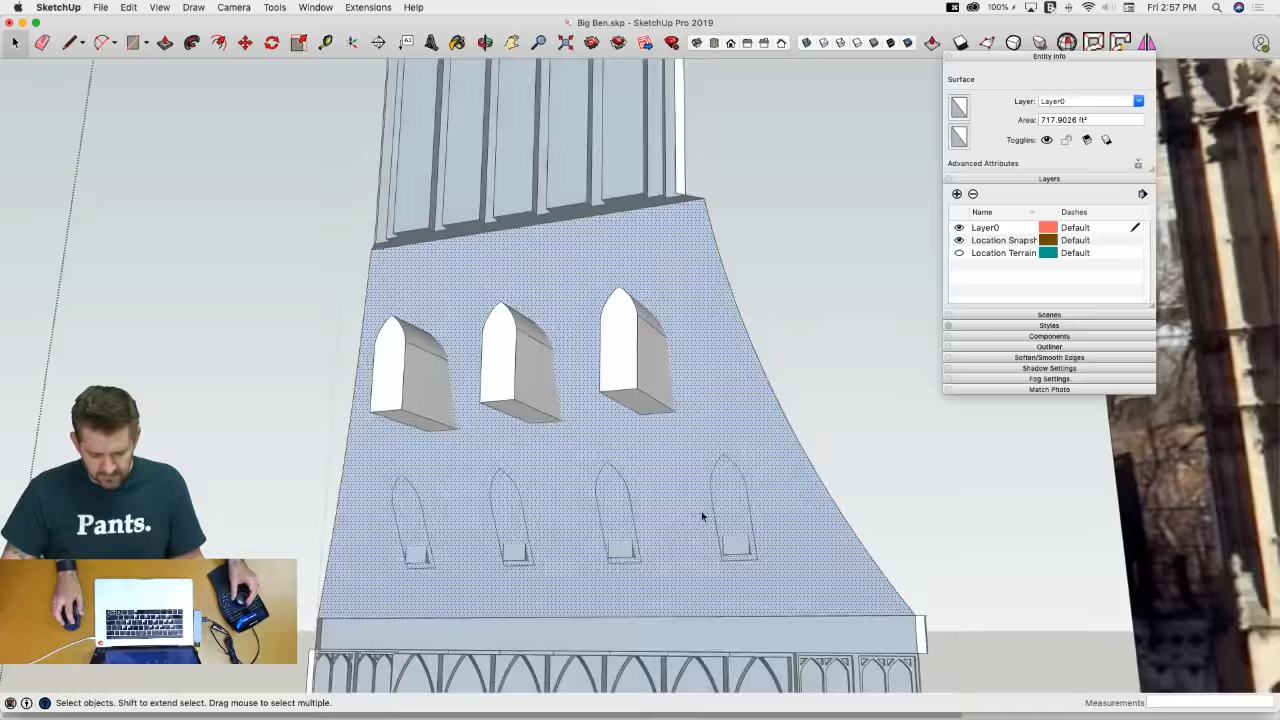 SketchUp File Edit View Draw Camera Tools Window Extensions Help
100% Fri 2:57 PM
Big Ben.skp - SketchUp Pro 2019
Entity Info
Surface
Layer: Layer0
Area: 717.9026 ft²
Toggles:
Advanced Attributes
Layers
Name Dashes
Layer0 Default
Location Snapsh Default
Location Terrain Default
Scenes
Styles
Components
Outliner
Soften/Smooth Edges
Shadow Settings
Fog Settings
Match Photo
Pants.
Select objects. Shift to extend select. Drag mouse to select multiple.
Measurements